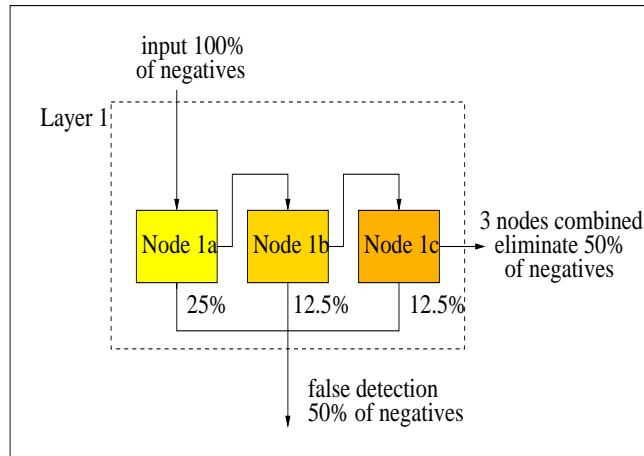 input 100%
of negatives
Layer 1
Node 1a
Node 1b
Node 1c
3 nodes combined
eliminate 50%
of negatives
25%
12.5%
12.5%
false detection
50% of negatives